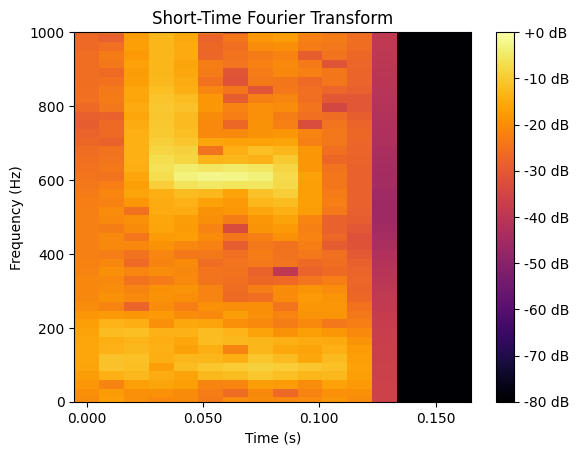 Short-Time Fourier Transform
Frequency (Hz)
1000
800
600
400
200
0
0.000
0.050
0.100
0.150
Time (s)
+0 dB
-10 dB
-20 dB
-30 dB
-40 dB
-50 dB
-60 dB
-70 dB
-80 dB